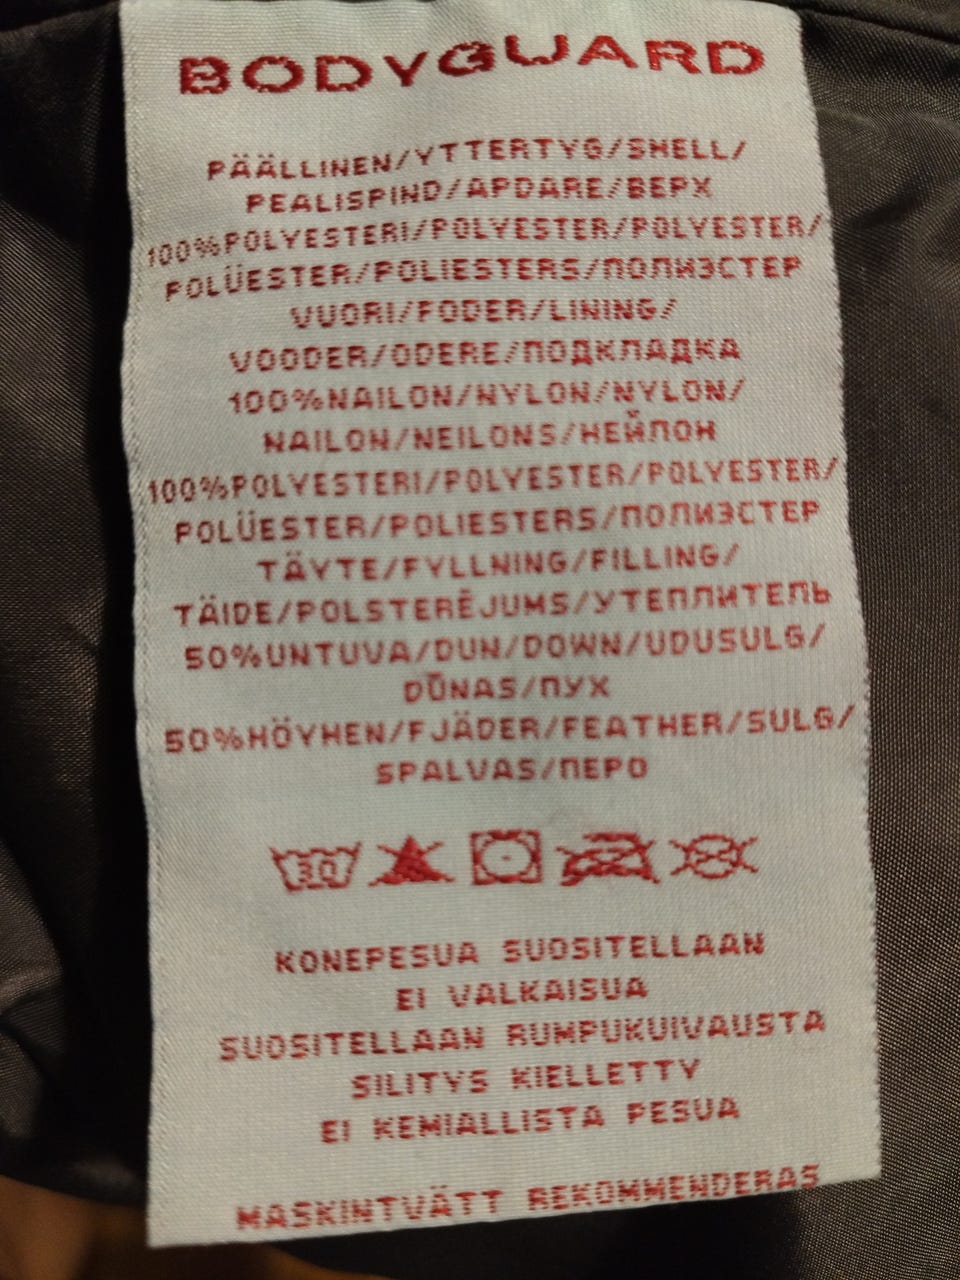 BODYGUARD
PÄÄLLINEN/YTTERTYG/SHELL/
PEALISPIND/APDARE/ВЕРХ
100%POLYESTERI/POLYESTER/POLYESTER/
POLÜESTER/POLIESTERS/ПОЛИЭСТЕР
VUORI/FODER/LINING/
VOODER/ODERE/ПОДКЛАДКА
100%NAILON/NYLON/NYLON/
NAILON/NEILONS/НЕЙЛОН
100%POLYESTERI/POLYESTER/POLYESTER/
POLÜESTER/POLIESTERS/ПОЛИЭСТЕР
TÄYTE/FYLLNING/FILLING/
TÄIDE/POLSTERĒJUMS/УТЕПЛИТЕЛЬ
50%UNTUVA/DUN/DOWN/UDUSULG/
DŪNAS/ПУХ
50%HÖYHEN/FJÄDER/FEATHER/SULG/
SPALVAS/ПЕРО
30
KONEPESUA SUOSITELLAAN
EI VALKAISUA
SUOSITELLAAN RUMPUKUIVAUSTA
SILITYS KIELLETTY
EI KEMIALLISTA PESUA
MASKINTVÄTT REKOMMENDERAS